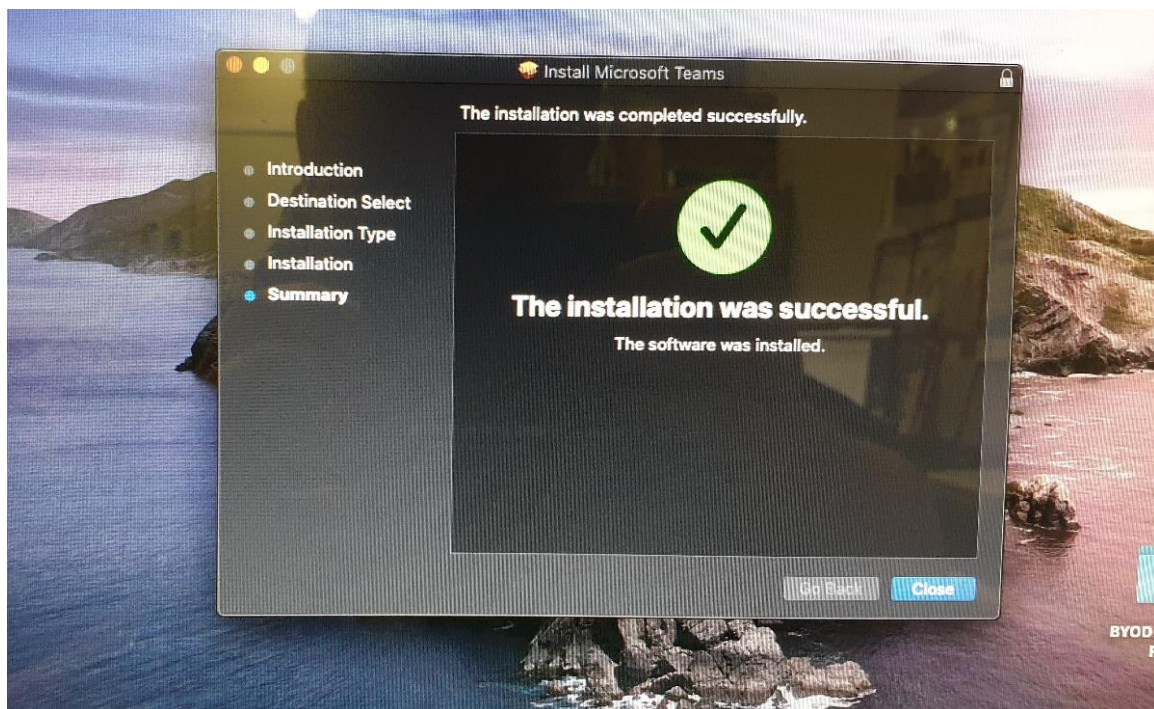 Install Microsoft Teams
The installation was completed successfully.
Introduction
Destination Select
Installation Type
Installation
Summary
The installation was successful.
The software was installed.
Go Back
Close
BYOD